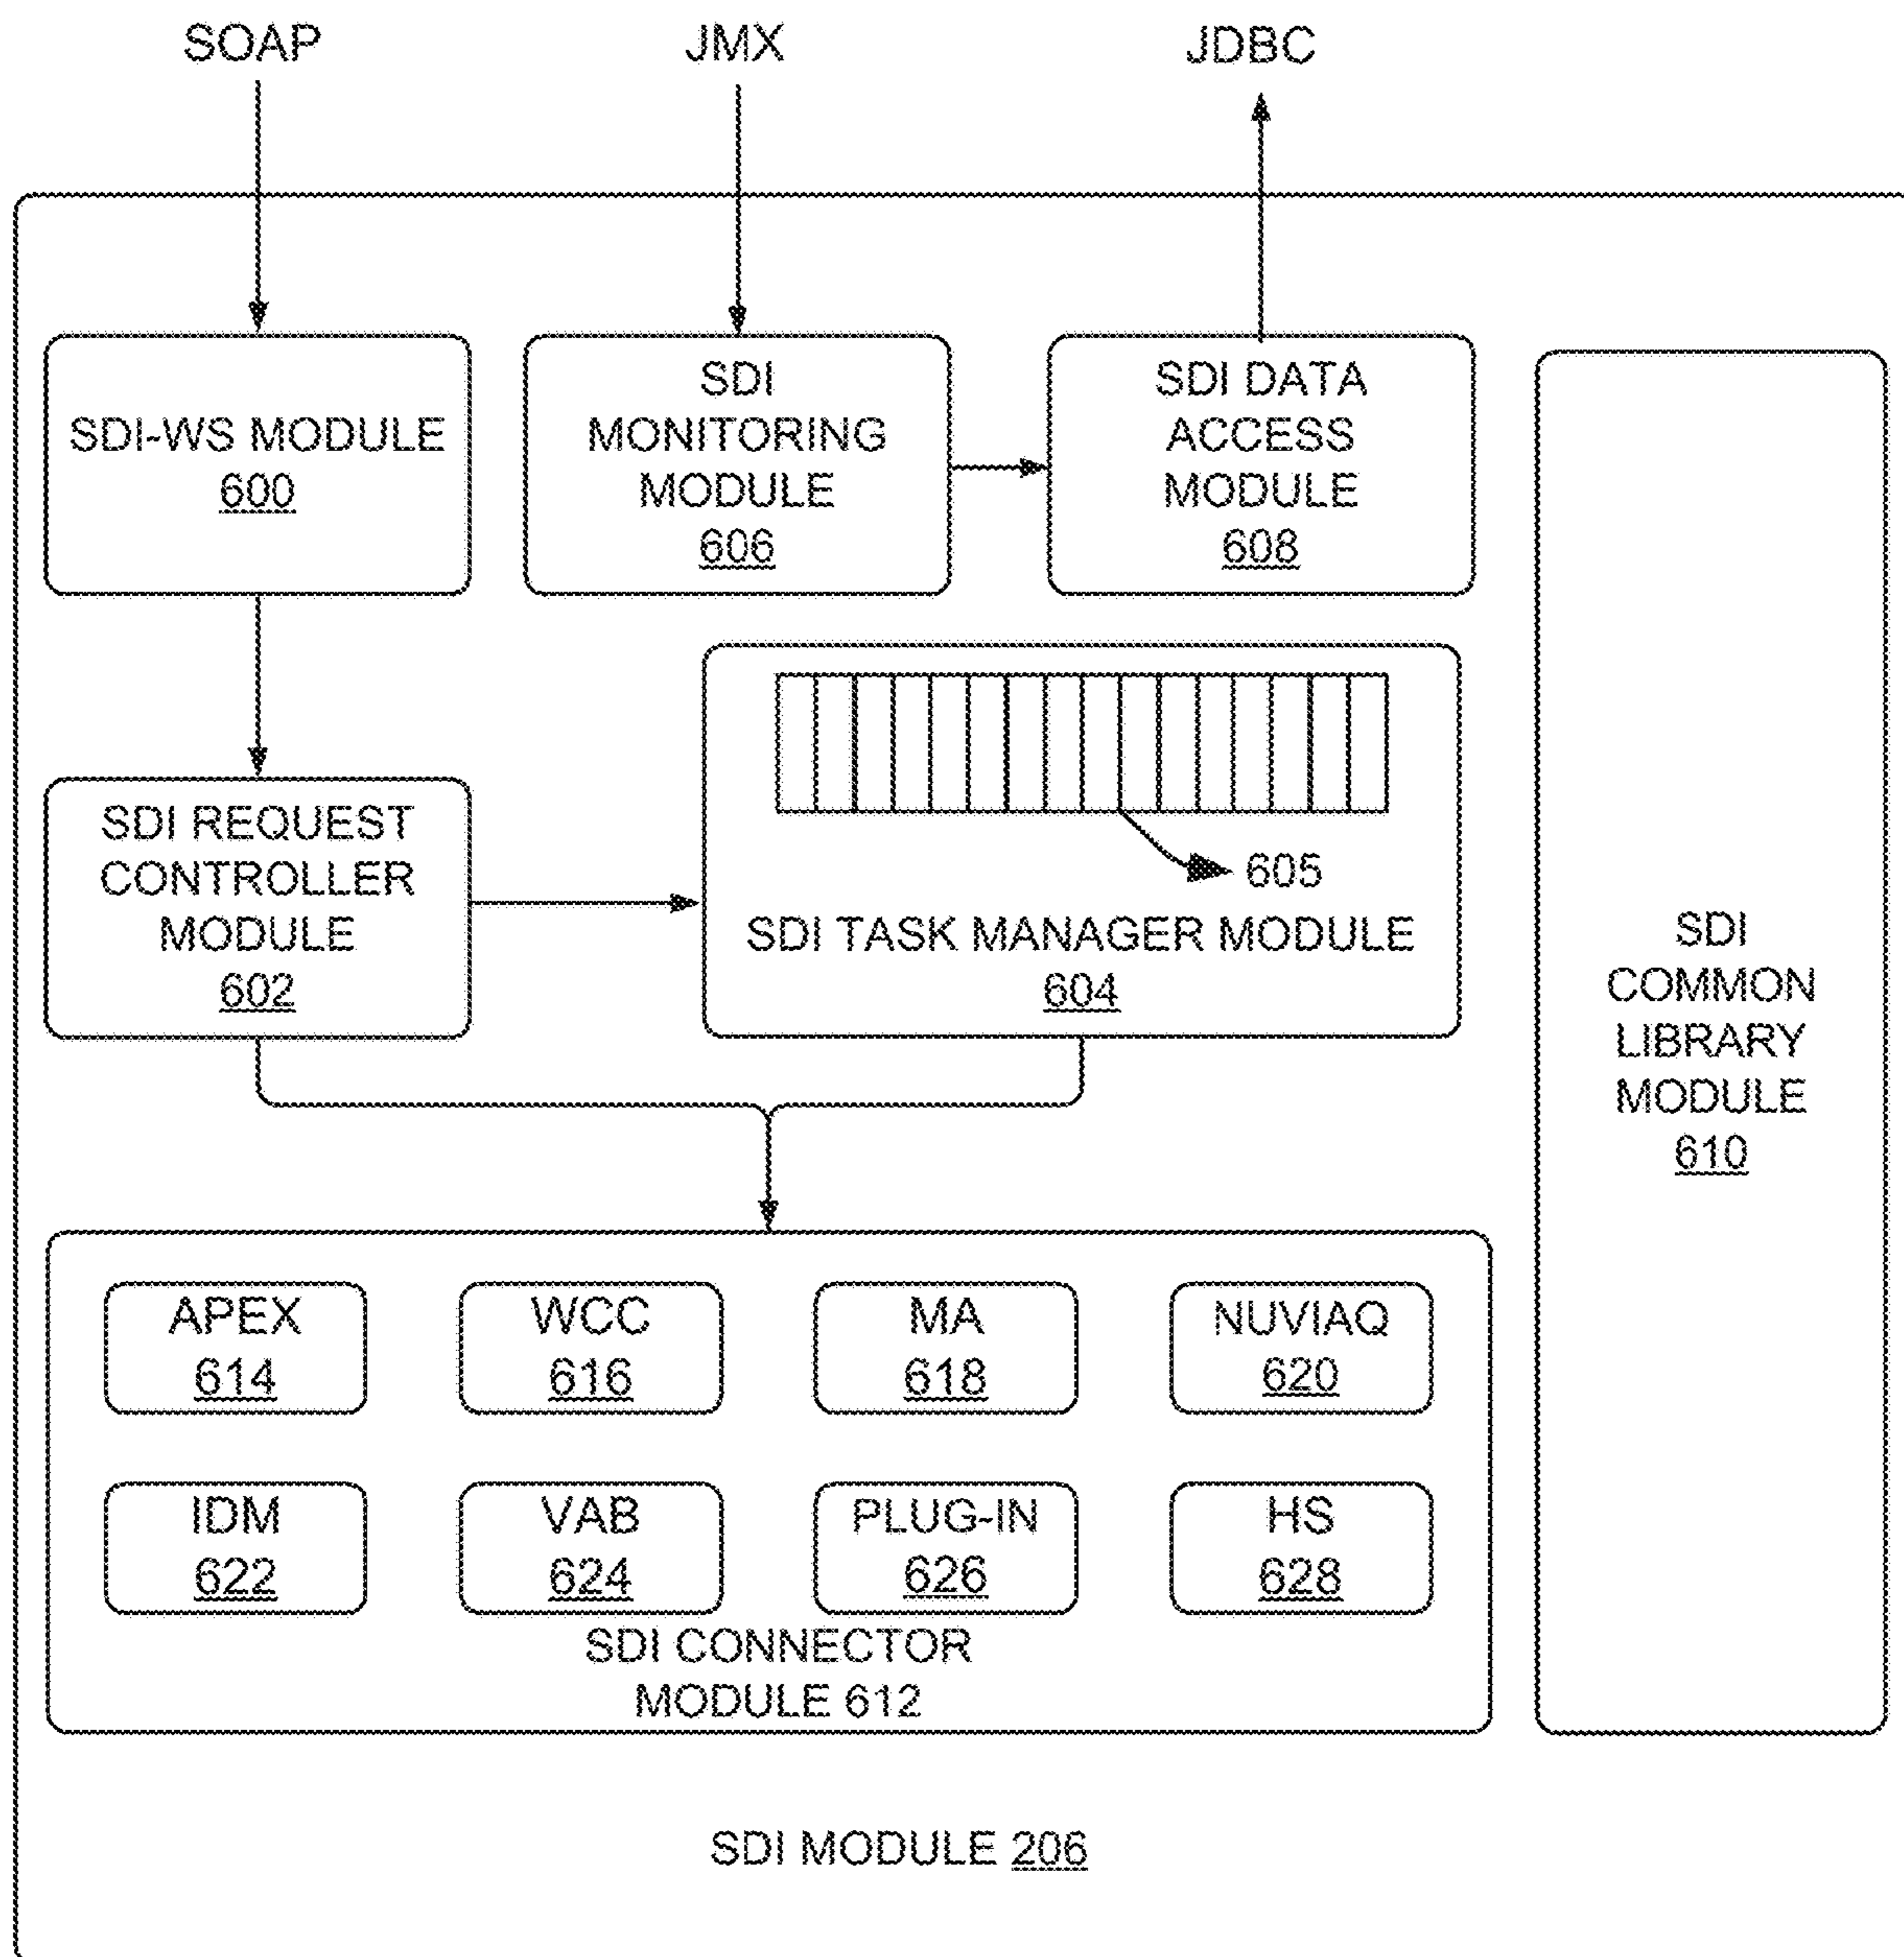 SOAP
JMX
JDBC
SDI-WS MODULE
600
SDI
MONITORING
MODULE
606
SDI DATA
ACCESS
MODULE
608
SDI REQUEST
CONTROLLER
MODULE
602
605
SDI TASK MANAGER MODULE
604
SDI
COMMON
LIBRARY
MODULE
610
APEX
614
WCC
616
MA
618
NUVIAQ
620
IDM
622
VAB
624
PLUG-IN
626
HS
628
SDI CONNECTOR
MODULE 612
SDI MODULE 206